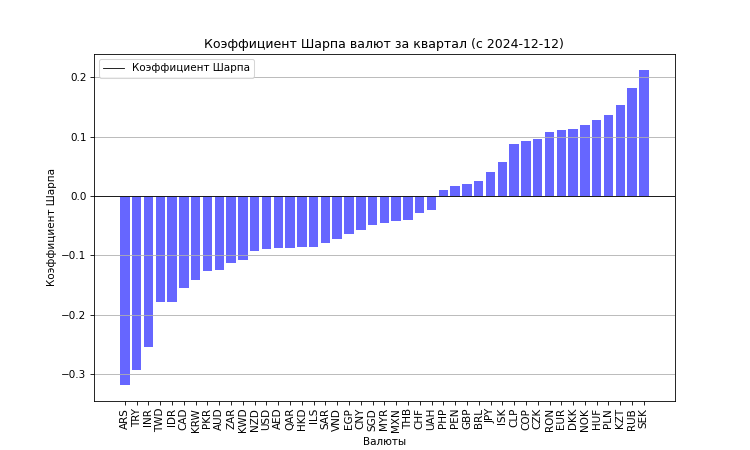 Коэффициент Шарпа валют за квартал (с 2024-12-12)
Коэффициент Шарпа
0.2
0.1
0.0
−0.1
−0.2
−0.3
Коэффициент Шарпа
ARS TRY INR TWD IDR CAD KRW PKR AUD ZAR KWD NZD USD AED QAR HKD ILS SAR VND EGP CNY SGD MYR MXN THB CHF UAH PHP PEN GBP BRL JPY ISK CLP COP CZK RON EUR DKK NOK HUF PLN KZT RUB SEK
Валюты